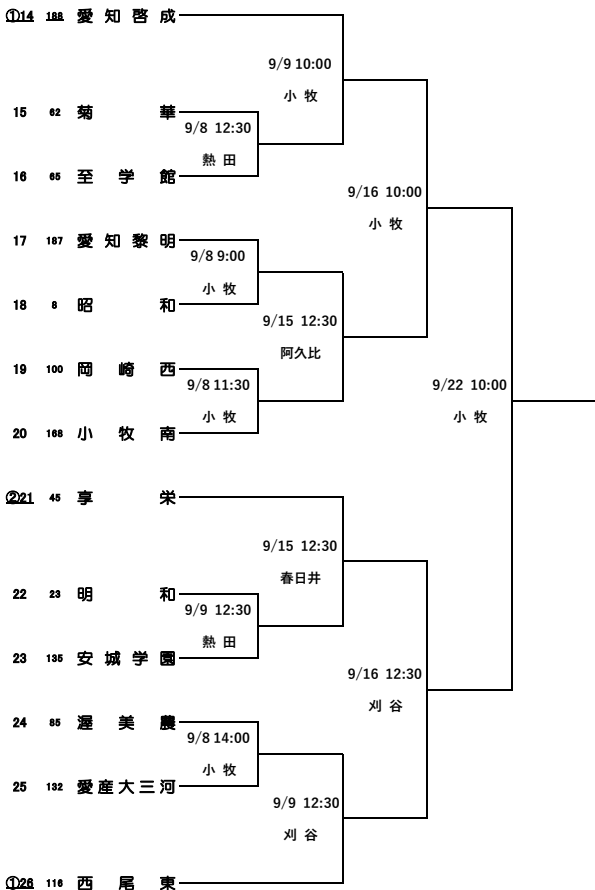 ①14 188 愛知啓成
9/9 10:00
小牧
15 62 菊華
9/8 12:30
熱田
16 65 至学館
9/16 10:00
小牧
17 187 愛知黎明
9/8 9:00
小牧
18 8 昭和
9/15 12:30
阿久比
19 100 岡崎西
9/8 11:30
小牧
20 168 小牧南
9/22 10:00
小牧
②21 45 享栄
9/15 12:30
春日井
22 23 明和
9/9 12:30
熱田
23 135 安城学園
9/16 12:30
刈谷
24 85 渥美農
9/8 14:00
小牧
25 132 愛産大三河
9/9 12:30
刈谷
①26 116 西尾東